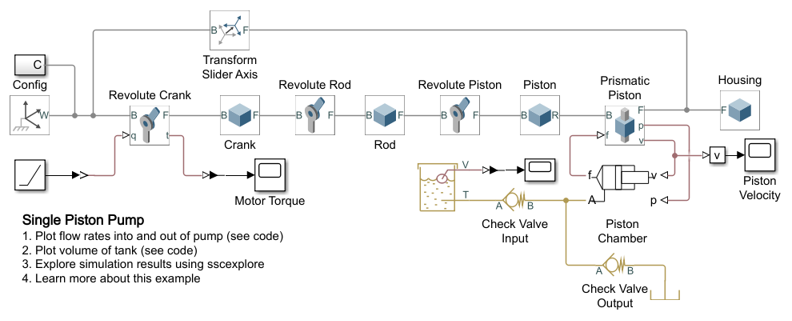 B F
Transform
Slider Axis
C
Config
W
Revolute Crank
B F
q t
B F
Crank
Revolute Rod
B F
B F
Rod
Revolute Piston
B F
Piston
B R
Prismatic
Piston
B F
p
f v
Housing
F
Motor Torque
V
T
A B
Check Valve
Input
f v
A p
Piston
Chamber
v
Piston
Velocity
A B
Check Valve
Output
Single Piston Pump
1. Plot flow rates into and out of pump (see code)
2. Plot volume of tank (see code)
3. Explore simulation results using sscexplore
4. Learn more about this example